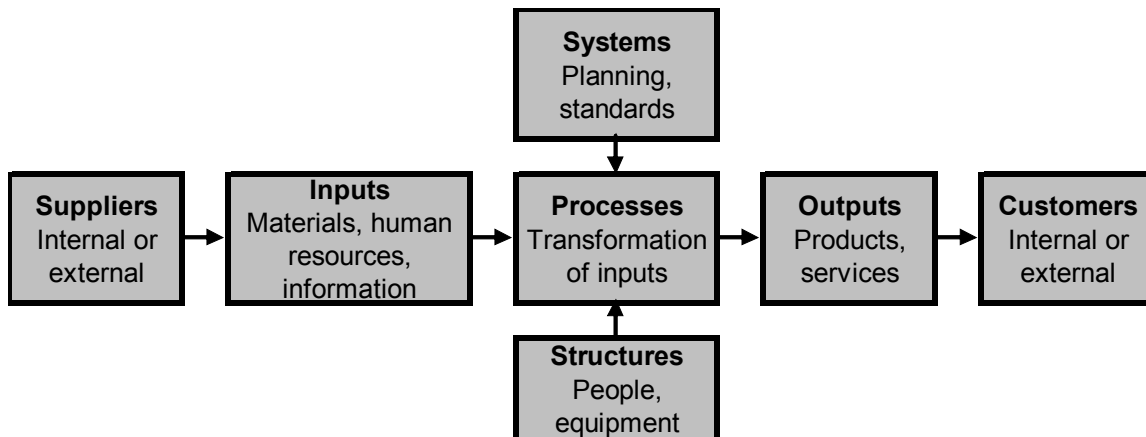 Systems
Planning,
standards
Suppliers
Internal or
external
Inputs
Materials, human
resources,
information
Processes
Transformation
of inputs
Outputs
Products,
services
Customers
Internal or
external
Structures
People,
equipment